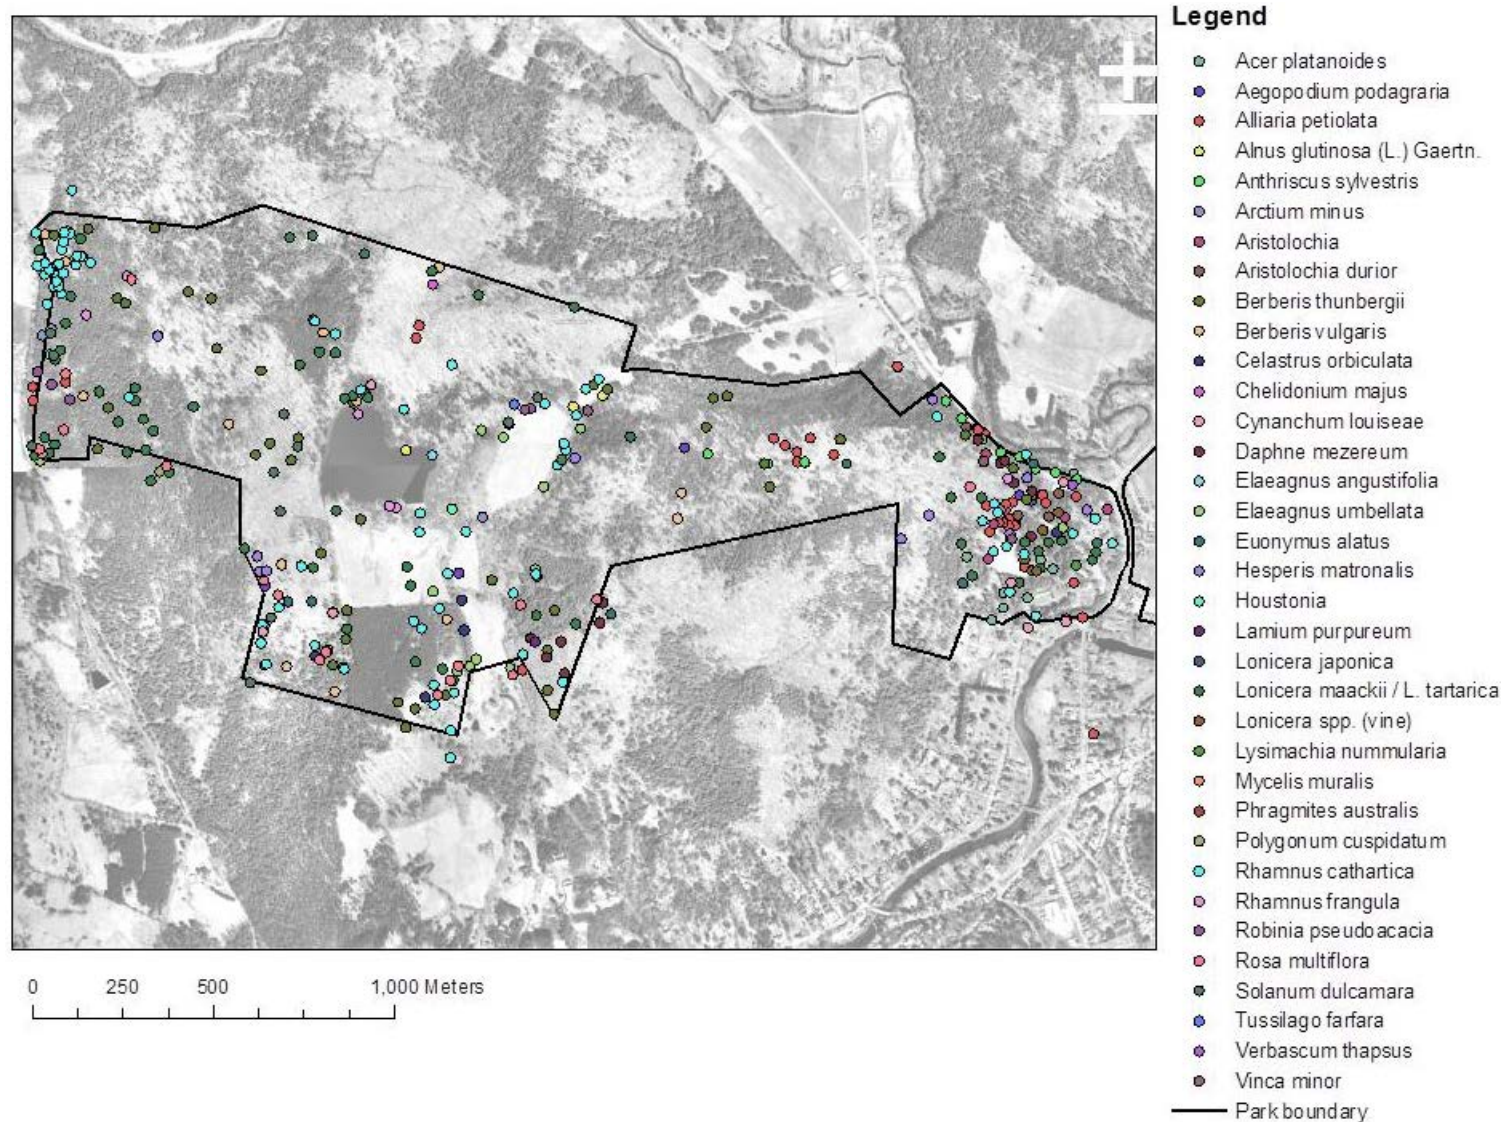 Legend
Acer platanoides
Aegopodium podagraria
Alliaria petiolata
Alnus glutinosa (L.) Gaertn.
Anthriscus sylvestris
Arctium minus
Aristolochia
Aristolochia durior
Berberis thunbergii
Berberis vulgaris
Celastrus orbiculata
Chelidonium majus
Cynanchum louiseae
Daphne mezereum
Elaeagnus angustifolia
Elaeagnus umbellata
Euonymus alatus
Hesperis matronalis
Houstonia
Lamium purpureum
Lonicera japonica
Lonicera maackii / L. tartarica
Lonicera spp. (vine)
Lysimachia nummularia
Mycelis muralis
Phragmites australis
Polygonum cuspidatum
Rhamnus cathartica
Rhamnus frangula
Robinia pseudoacacia
Rosa multiflora
Solanum dulcamara
Tussilago farfara
Verbascum thapsus
Vinca minor
Park boundary
0 250 500 1,000 Meters